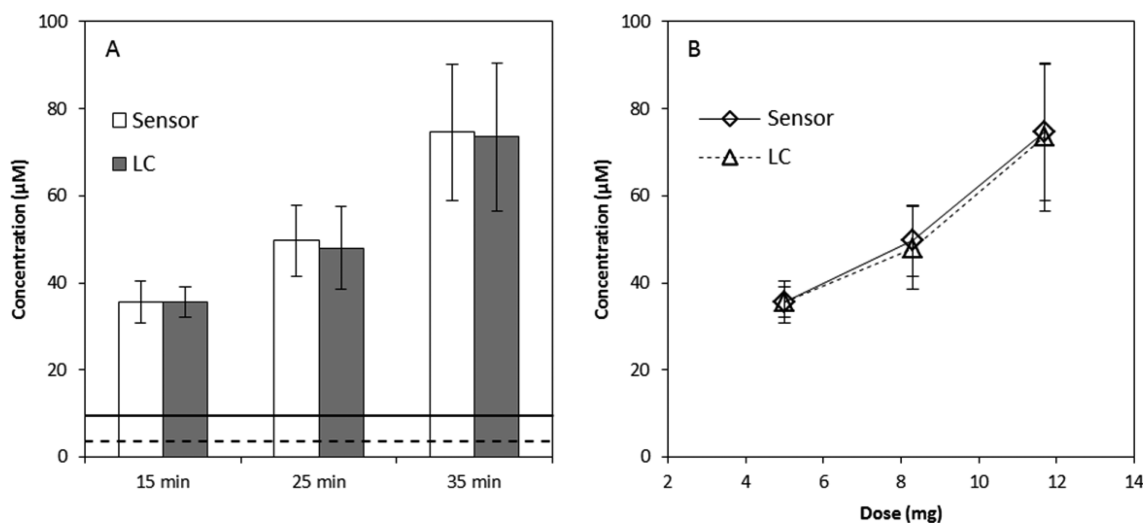 A
Sensor
LC
Concentration (µM)
100
80
60
40
20
0
15 min
25 min
35 min
B
Sensor
LC
Concentration (µM)
100
80
60
40
20
0
2
4
6
8
10
12
14
Dose (mg)